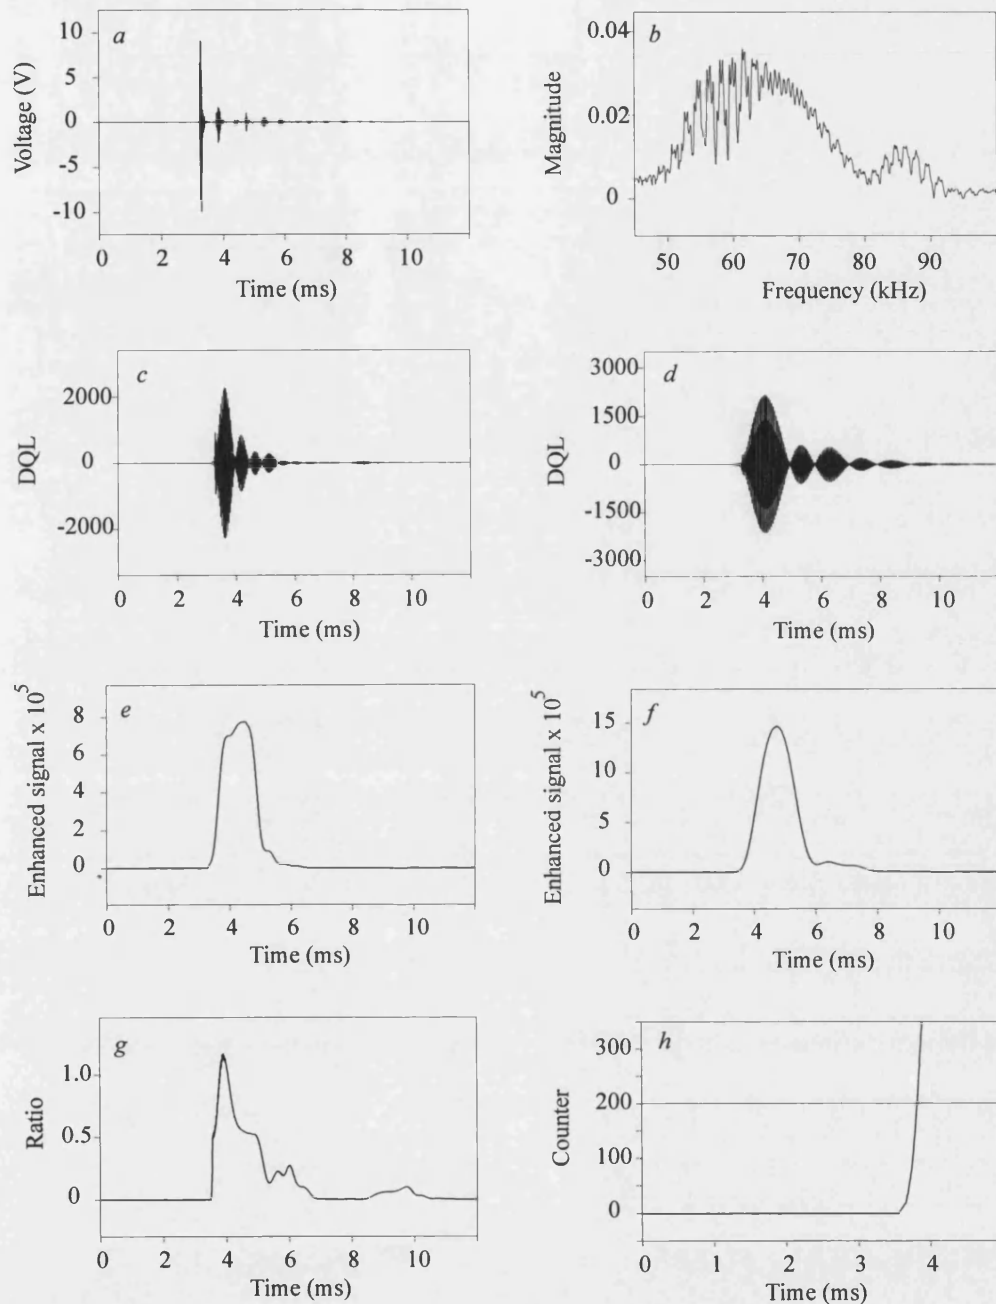 a
Voltage (V)
10
5
0
-5
-10
0 2 4 6 8 10
Time (ms)
b
Magnitude
0.04
0.02
0
50 60 70 80 90
Frequency (kHz)
c
DQL
2000
0
-2000
0 2 4 6 8 10
Time (ms)
d
DQL
3000
1500
0
-1500
-3000
0 2 4 6 8 10
Time (ms)
e
Enhanced signal x 10^5
8
6
4
2
0
0 2 4 6 8 10
Time (ms)
f
Enhanced signal x 10^5
15
10
5
0
0 2 4 6 8 10
Time (ms)
g
Ratio
1.0
0.5
0
0 2 4 6 8 10
Time (ms)
h
Counter
300
200
100
0
0 1 2 3 4
Time (ms)